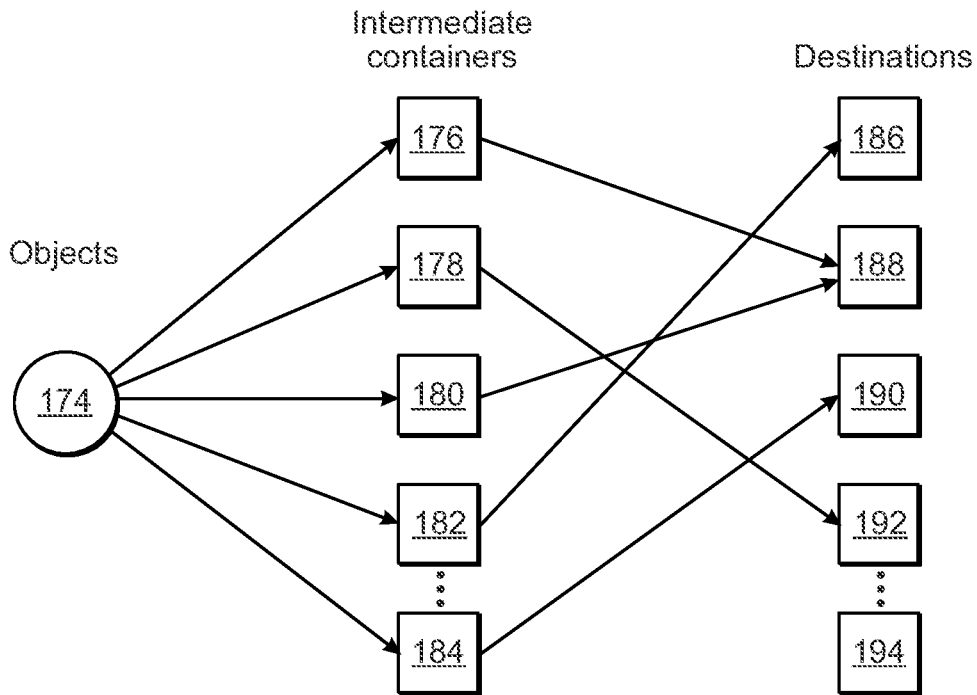 Intermediate
containers
Destinations
Objects
174
176
178
180
182
184
186
188
190
192
194